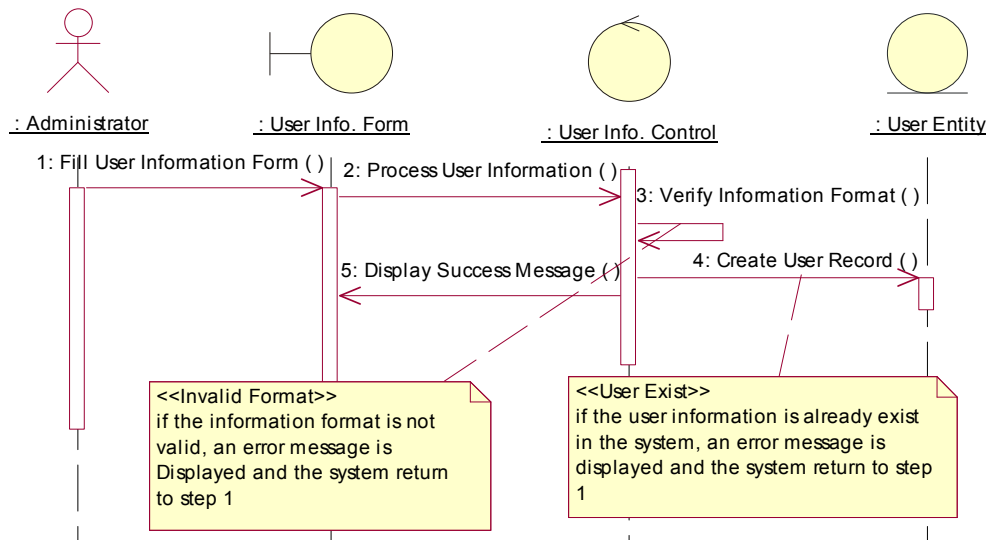 : Administrator
: User Info. Form
: User Info. Control
: User Entity
1: Fill User Information Form ( )
2: Process User Information ( )
3: Verify Information Format ( )
4: Create User Record ( )
5: Display Success Message ( )
<<Invalid Format>>
if the information format is not
valid, an error message is
Displayed and the system return
to step 1
<<User Exist>>
if the user information is already exist
in the system, an error message is
displayed and the system return to step
1